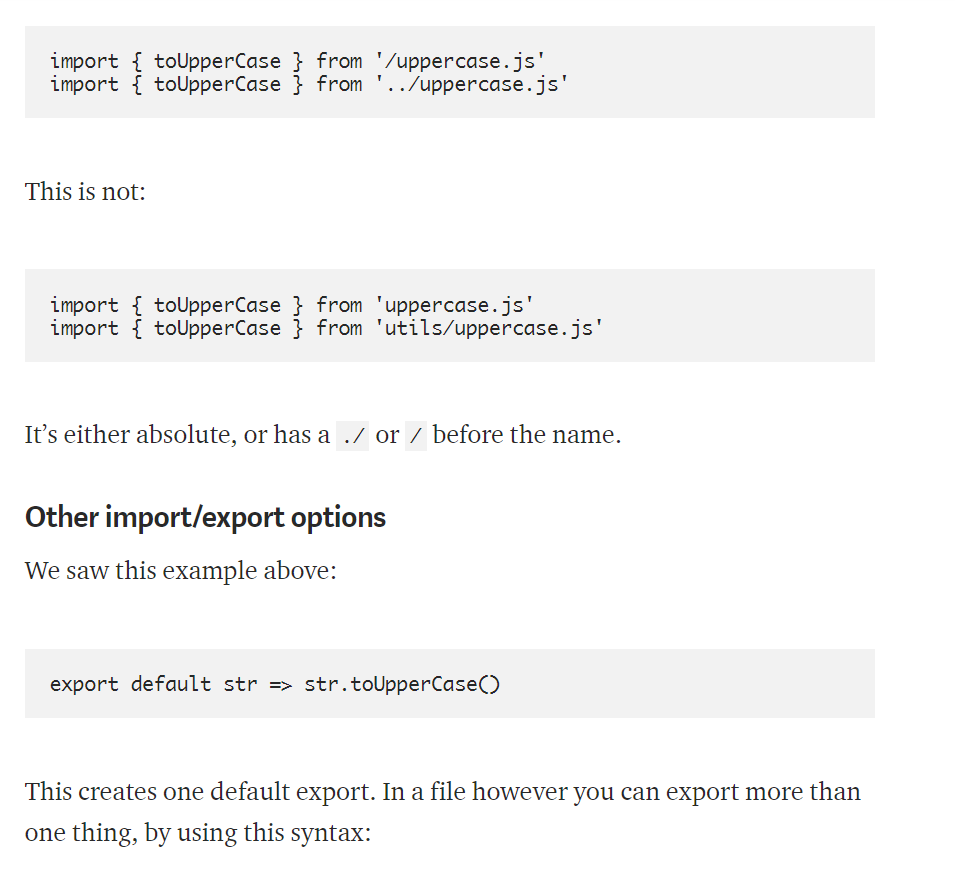 import { toUpperCase } from '/uppercase.js'
import { toUpperCase } from '../uppercase.js'
This is not:
import { toUpperCase } from 'uppercase.js'
import { toUpperCase } from 'utils/uppercase.js'
It’s either absolute, or has a ./ or / before the name.
Other import/export options
We saw this example above:
export default str => str.toUpperCase()
This creates one default export. In a file however you can export more than
one thing, by using this syntax: